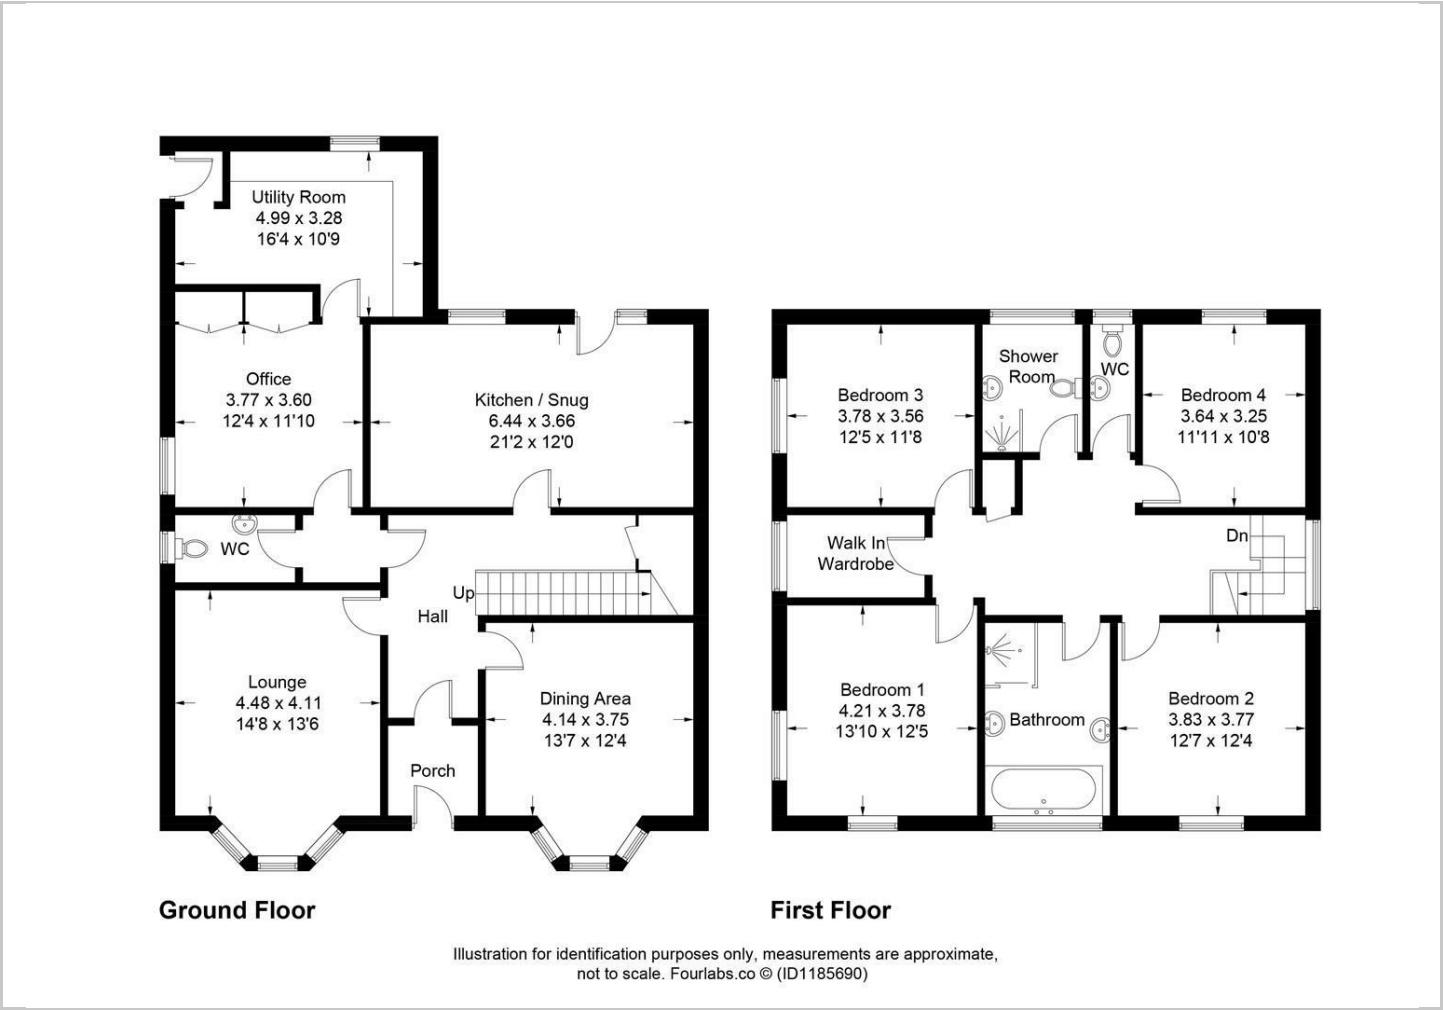 Utility Room
4.99 x 3.28
16'4 x 10'9
Office
3.77 x 3.60
12'4 x 11'10
Kitchen / Snug
6.44 x 3.66
21'2 x 12'0
WC
Up
Hall
Lounge
4.48 x 4.11
14'8 x 13'6
Dining Area
4.14 x 3.75
13'7 x 12'4
Porch
Ground Floor
Shower
Room
WC
Bedroom 3
3.78 x 3.56
12'5 x 11'8
Bedroom 4
3.64 x 3.25
11'11 x 10'8
Walk In
Wardrobe
Dn
Bedroom 1
4.21 x 3.78
13'10 x 12'5
Bathroom
Bedroom 2
3.83 x 3.77
12'7 x 12'4
First Floor
Illustration for identification purposes only, measurements are approximate,
not to scale. Fourlabs.co © (ID1185690)